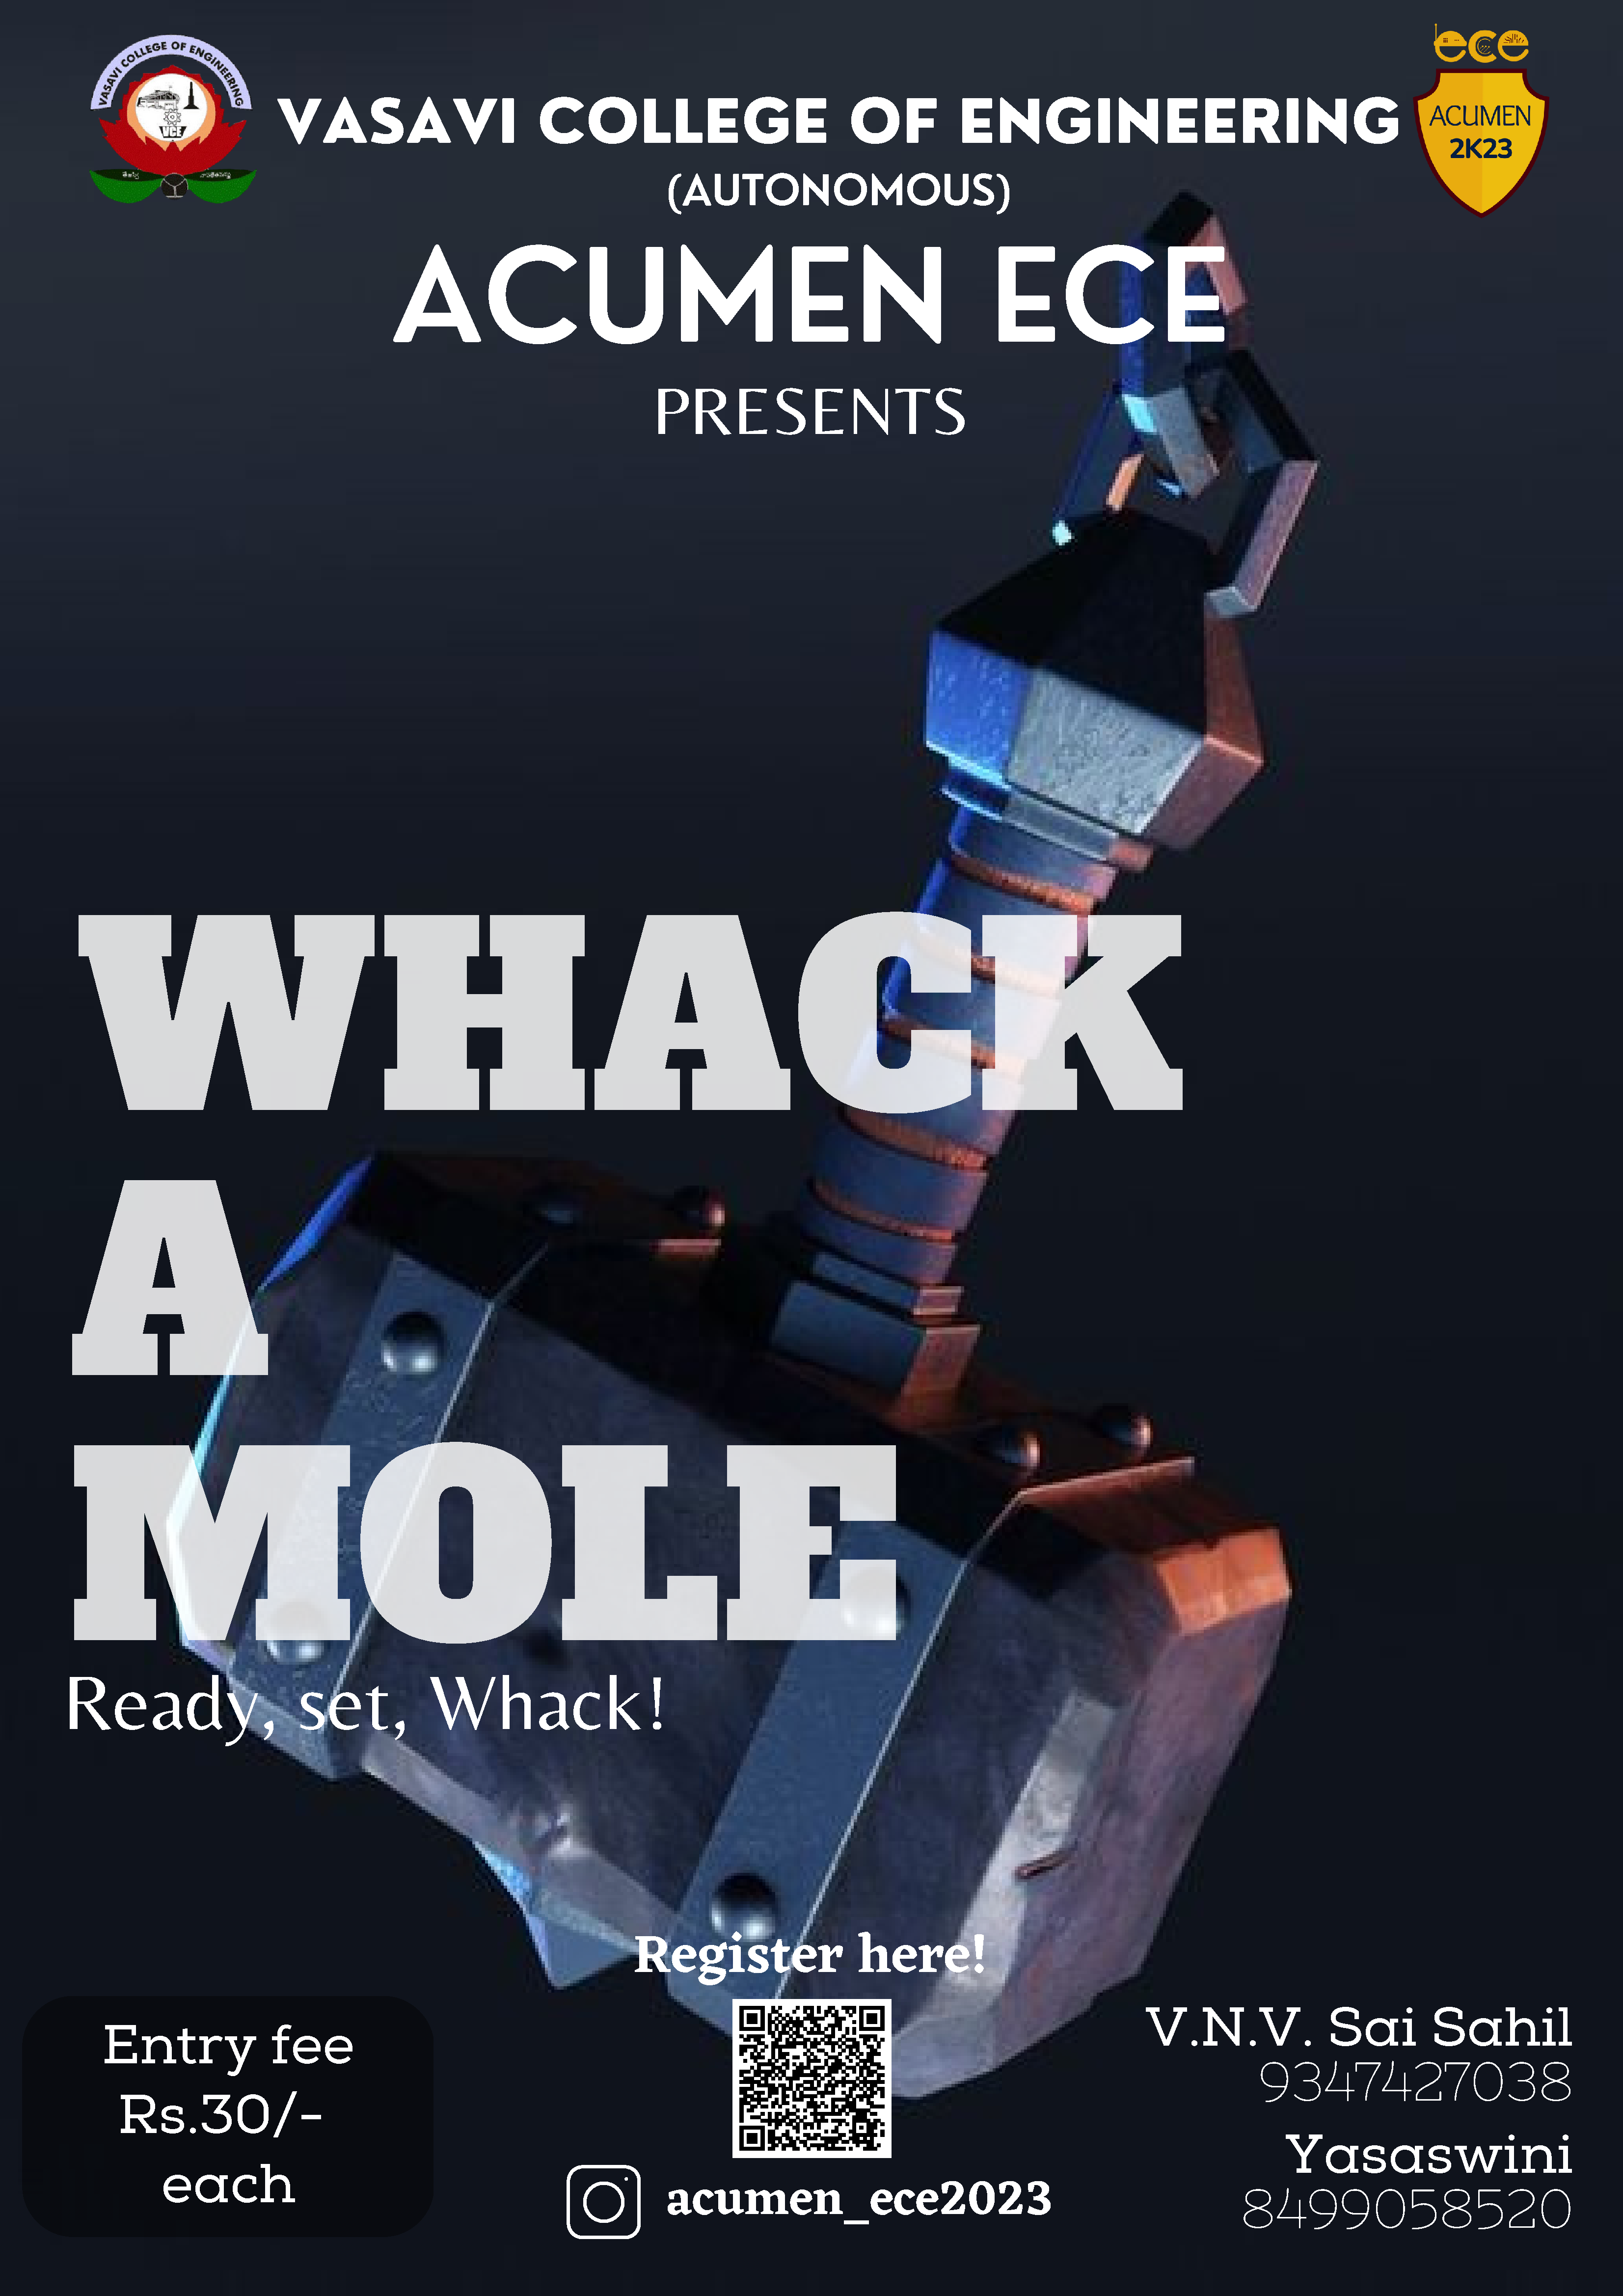 VASAVI COLLEGE OF ENGINEERING
VCE
ece
ACUMEN
2K23
VASAVI COLLEGE OF ENGINEERING
(AUTONOMOUS)
ACUMEN ECE
PRESENTS
WHACK
A
MOLE
Ready, set, Whack!
Register here!
Entry fee
Rs.30/-
each
acumen_ece2023
V.N.V. Sai Sahil
9347427038
Yasaswini
8499058520